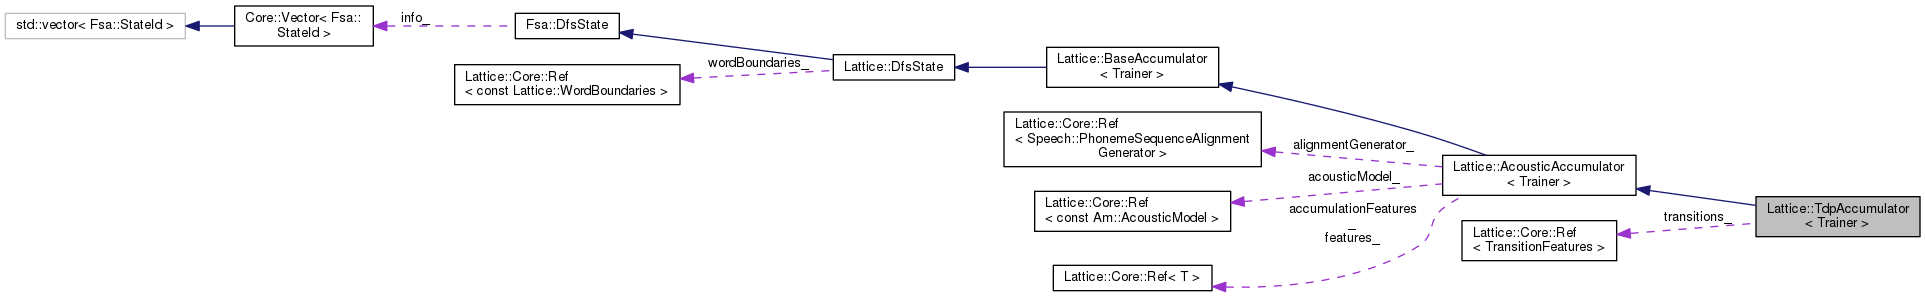 std::vector< Fsa::StateId >
Core::Vector< Fsa::
StateId >
info_
Fsa::DfsState
Lattice::Core::Ref
< const Lattice::WordBoundaries >
wordBoundaries_
Lattice::DfsState
Lattice::BaseAccumulator
< Trainer >
Lattice::Core::Ref
< Speech::PhonemeSequenceAlignment
Generator >
alignmentGenerator_
Lattice::Core::Ref
< const Am::AcousticModel >
acousticModel_
accumulationFeatures
_
features_
Lattice::Core::Ref< T >
Lattice::AcousticAccumulator
< Trainer >
Lattice::Core::Ref
< TransitionFeatures >
transitions_
Lattice::TdpAccumulator
< Trainer >